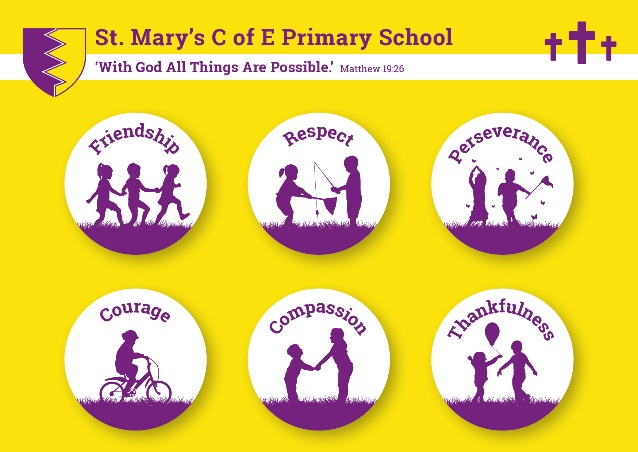 St. Mary's C of E Primary School
'With God All Things Are Possible.' Matthew 19:26
Friendship
Respect
Perseverance
Courage
Compassion
Thankfulness